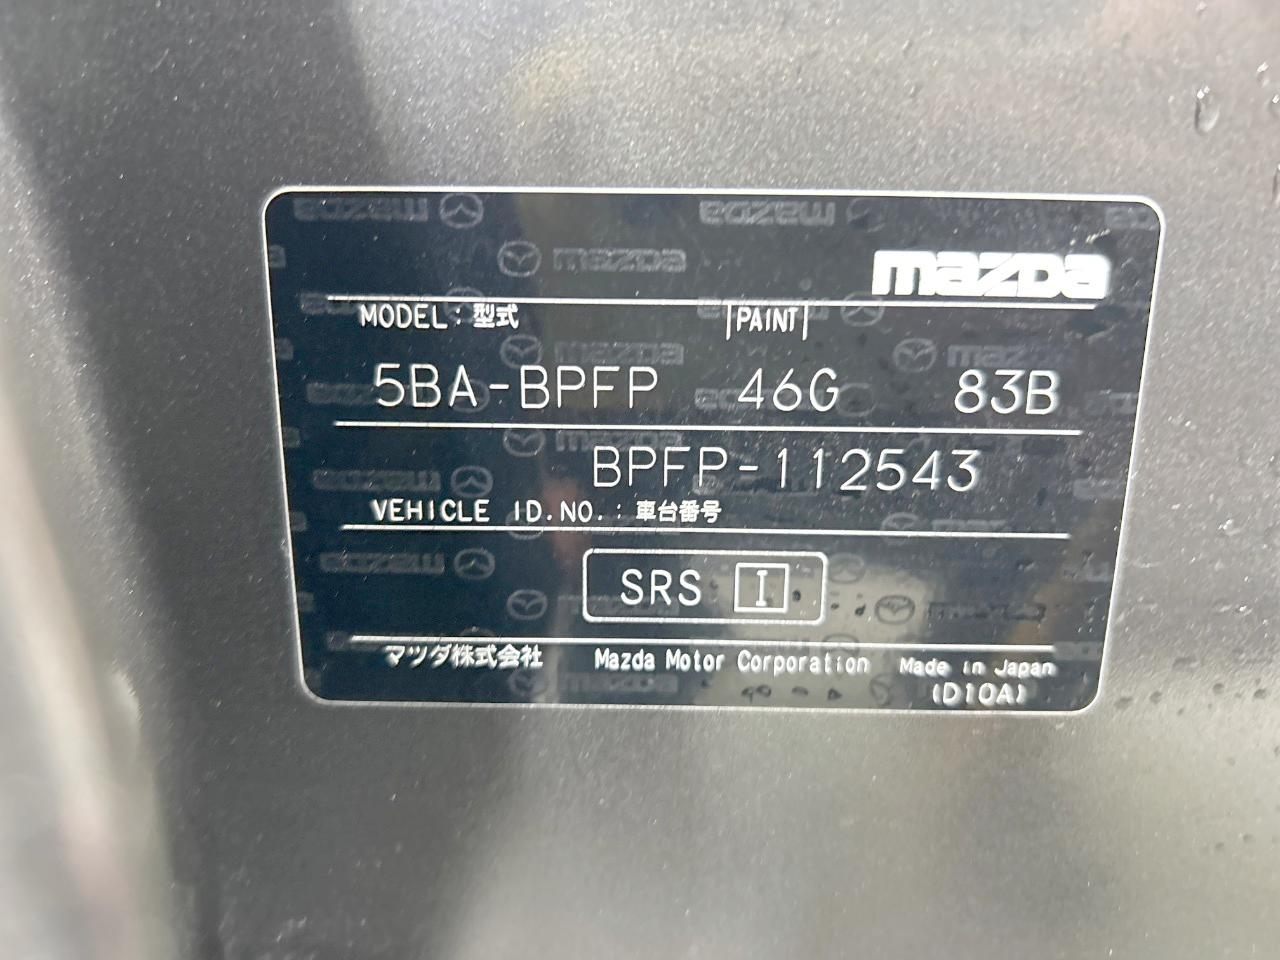 mazda
MODEL：型式 PAINT
5BA-BPFP 46G 83B
BPFP-112543
VEHICLE ID.NO.：車台番号
SRS I
マツダ株式会社 Mazda Motor Corporation Made in Japan
(D10A)